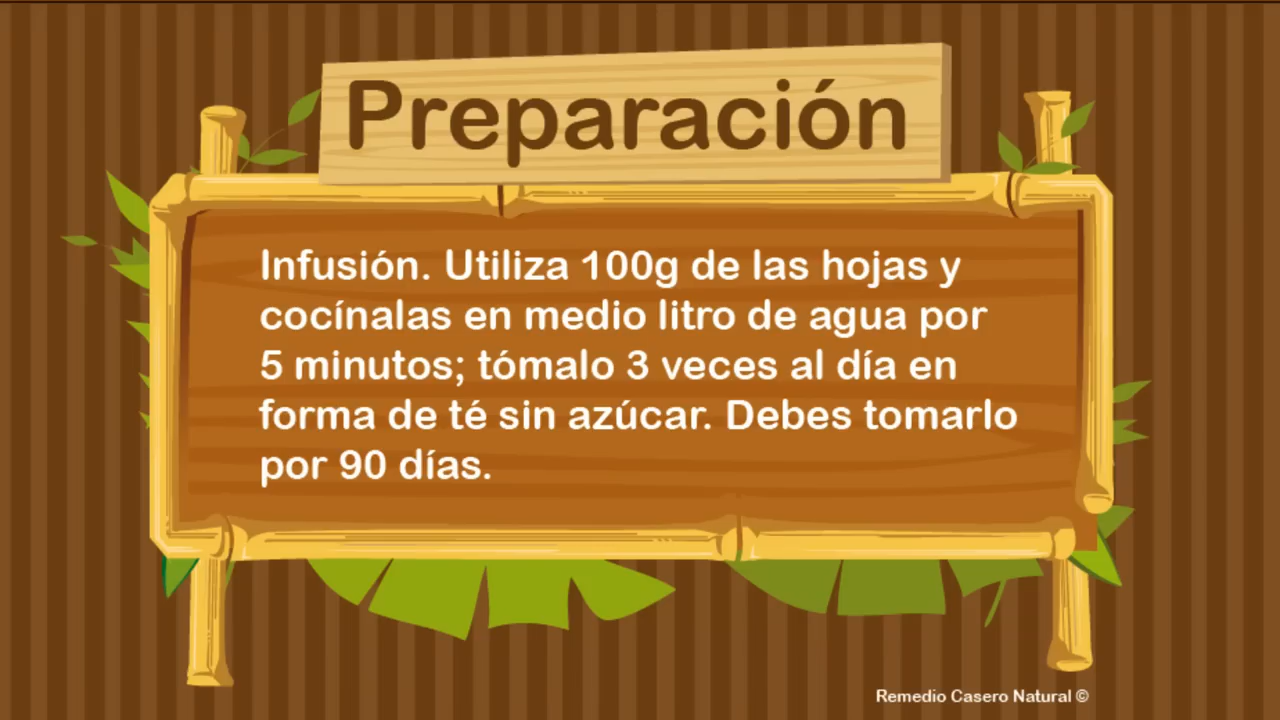 Preparación
Infusión. Utiliza 100g de las hojas y
cocínalas en medio litro de agua por
5 minutos; tómalo 3 veces al día en
forma de té sin azúcar. Debes tomarlo
por 90 días.
Remedio Casero Natural ©